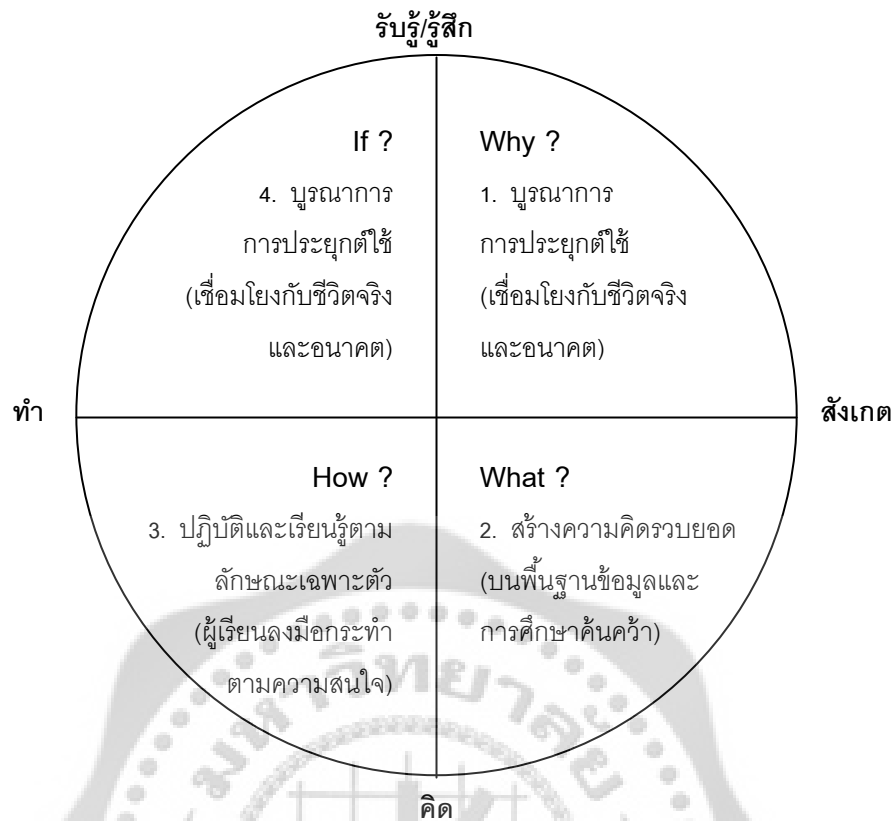 รับรู้/รู้สึก
If ?
4. บูรณาการ
การประยุกต์ใช้
(เชื่อมโยงกับชีวิตจริง
และอนาคต)
Why ?
1. บูรณาการ
การประยุกต์ใช้
(เชื่อมโยงกับชีวิตจริง
และอนาคต)
ทำ
สังเกต
How ?
3. ปฏิบัติและเรียนรู้ตาม
ลักษณะเฉพาะตัว
(ผู้เรียนลงมือกระทำ
ตามความสนใจ)
What ?
2. สร้างความคิดรวบยอด
(บนพื้นฐานข้อมูลและ
การศึกษาค้นคว้า)
คิด